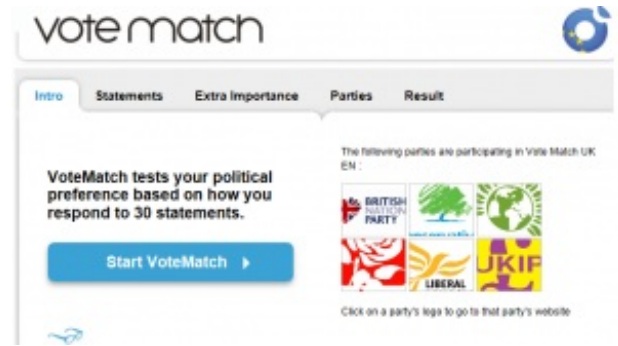 vote match
Intro Statements Extra Importance Parties Result
The following parties are participating in Vote Match UK
EN :
VoteMatch tests your political
preference based on how you
respond to 30 statements.
BRITISH
NATION
PARTY
Start VoteMatch
LIBERAL
UKIP
Click on a party's logo to go to that party's website